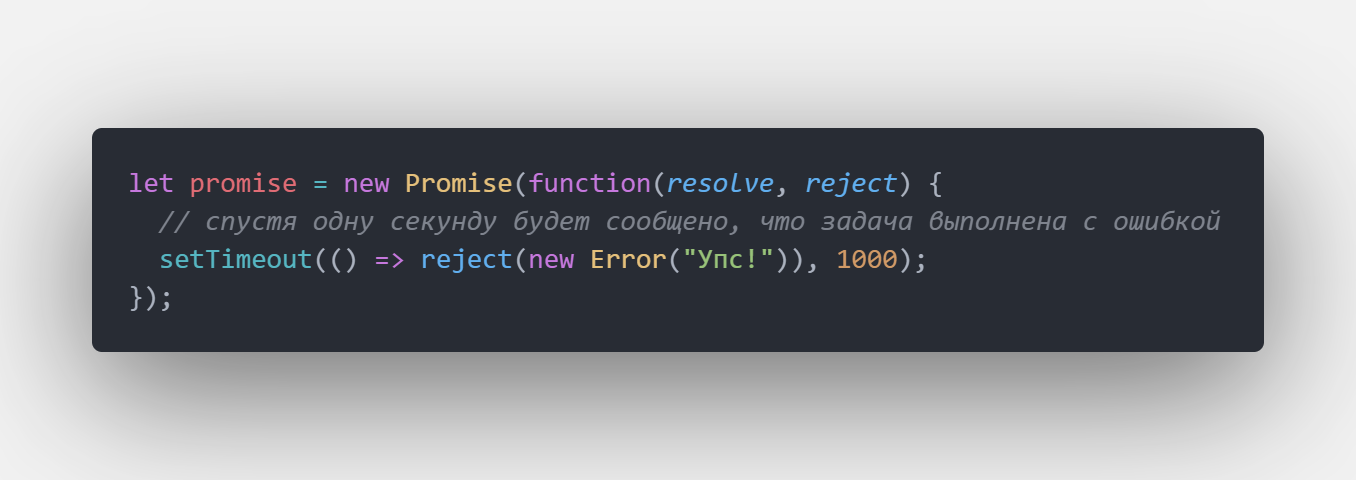 let promise = new Promise(function(resolve, reject) {
  // спустя одну секунду будет сообщено, что задача выполнена с ошибкой
  setTimeout(() => reject(new Error("Упс!")), 1000);
});